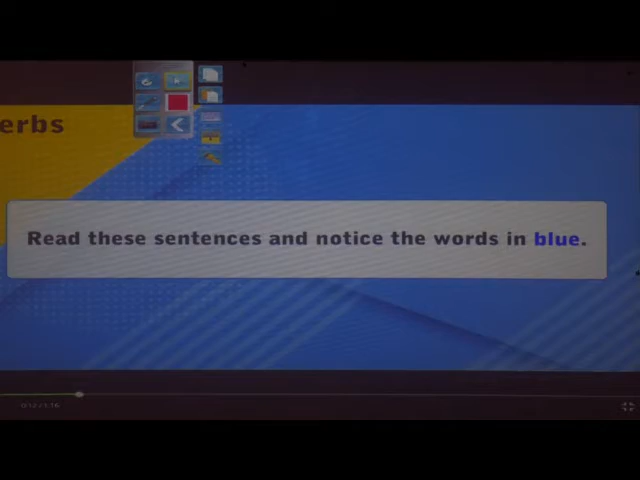 erbs
Read these sentences and notice the words in blue.